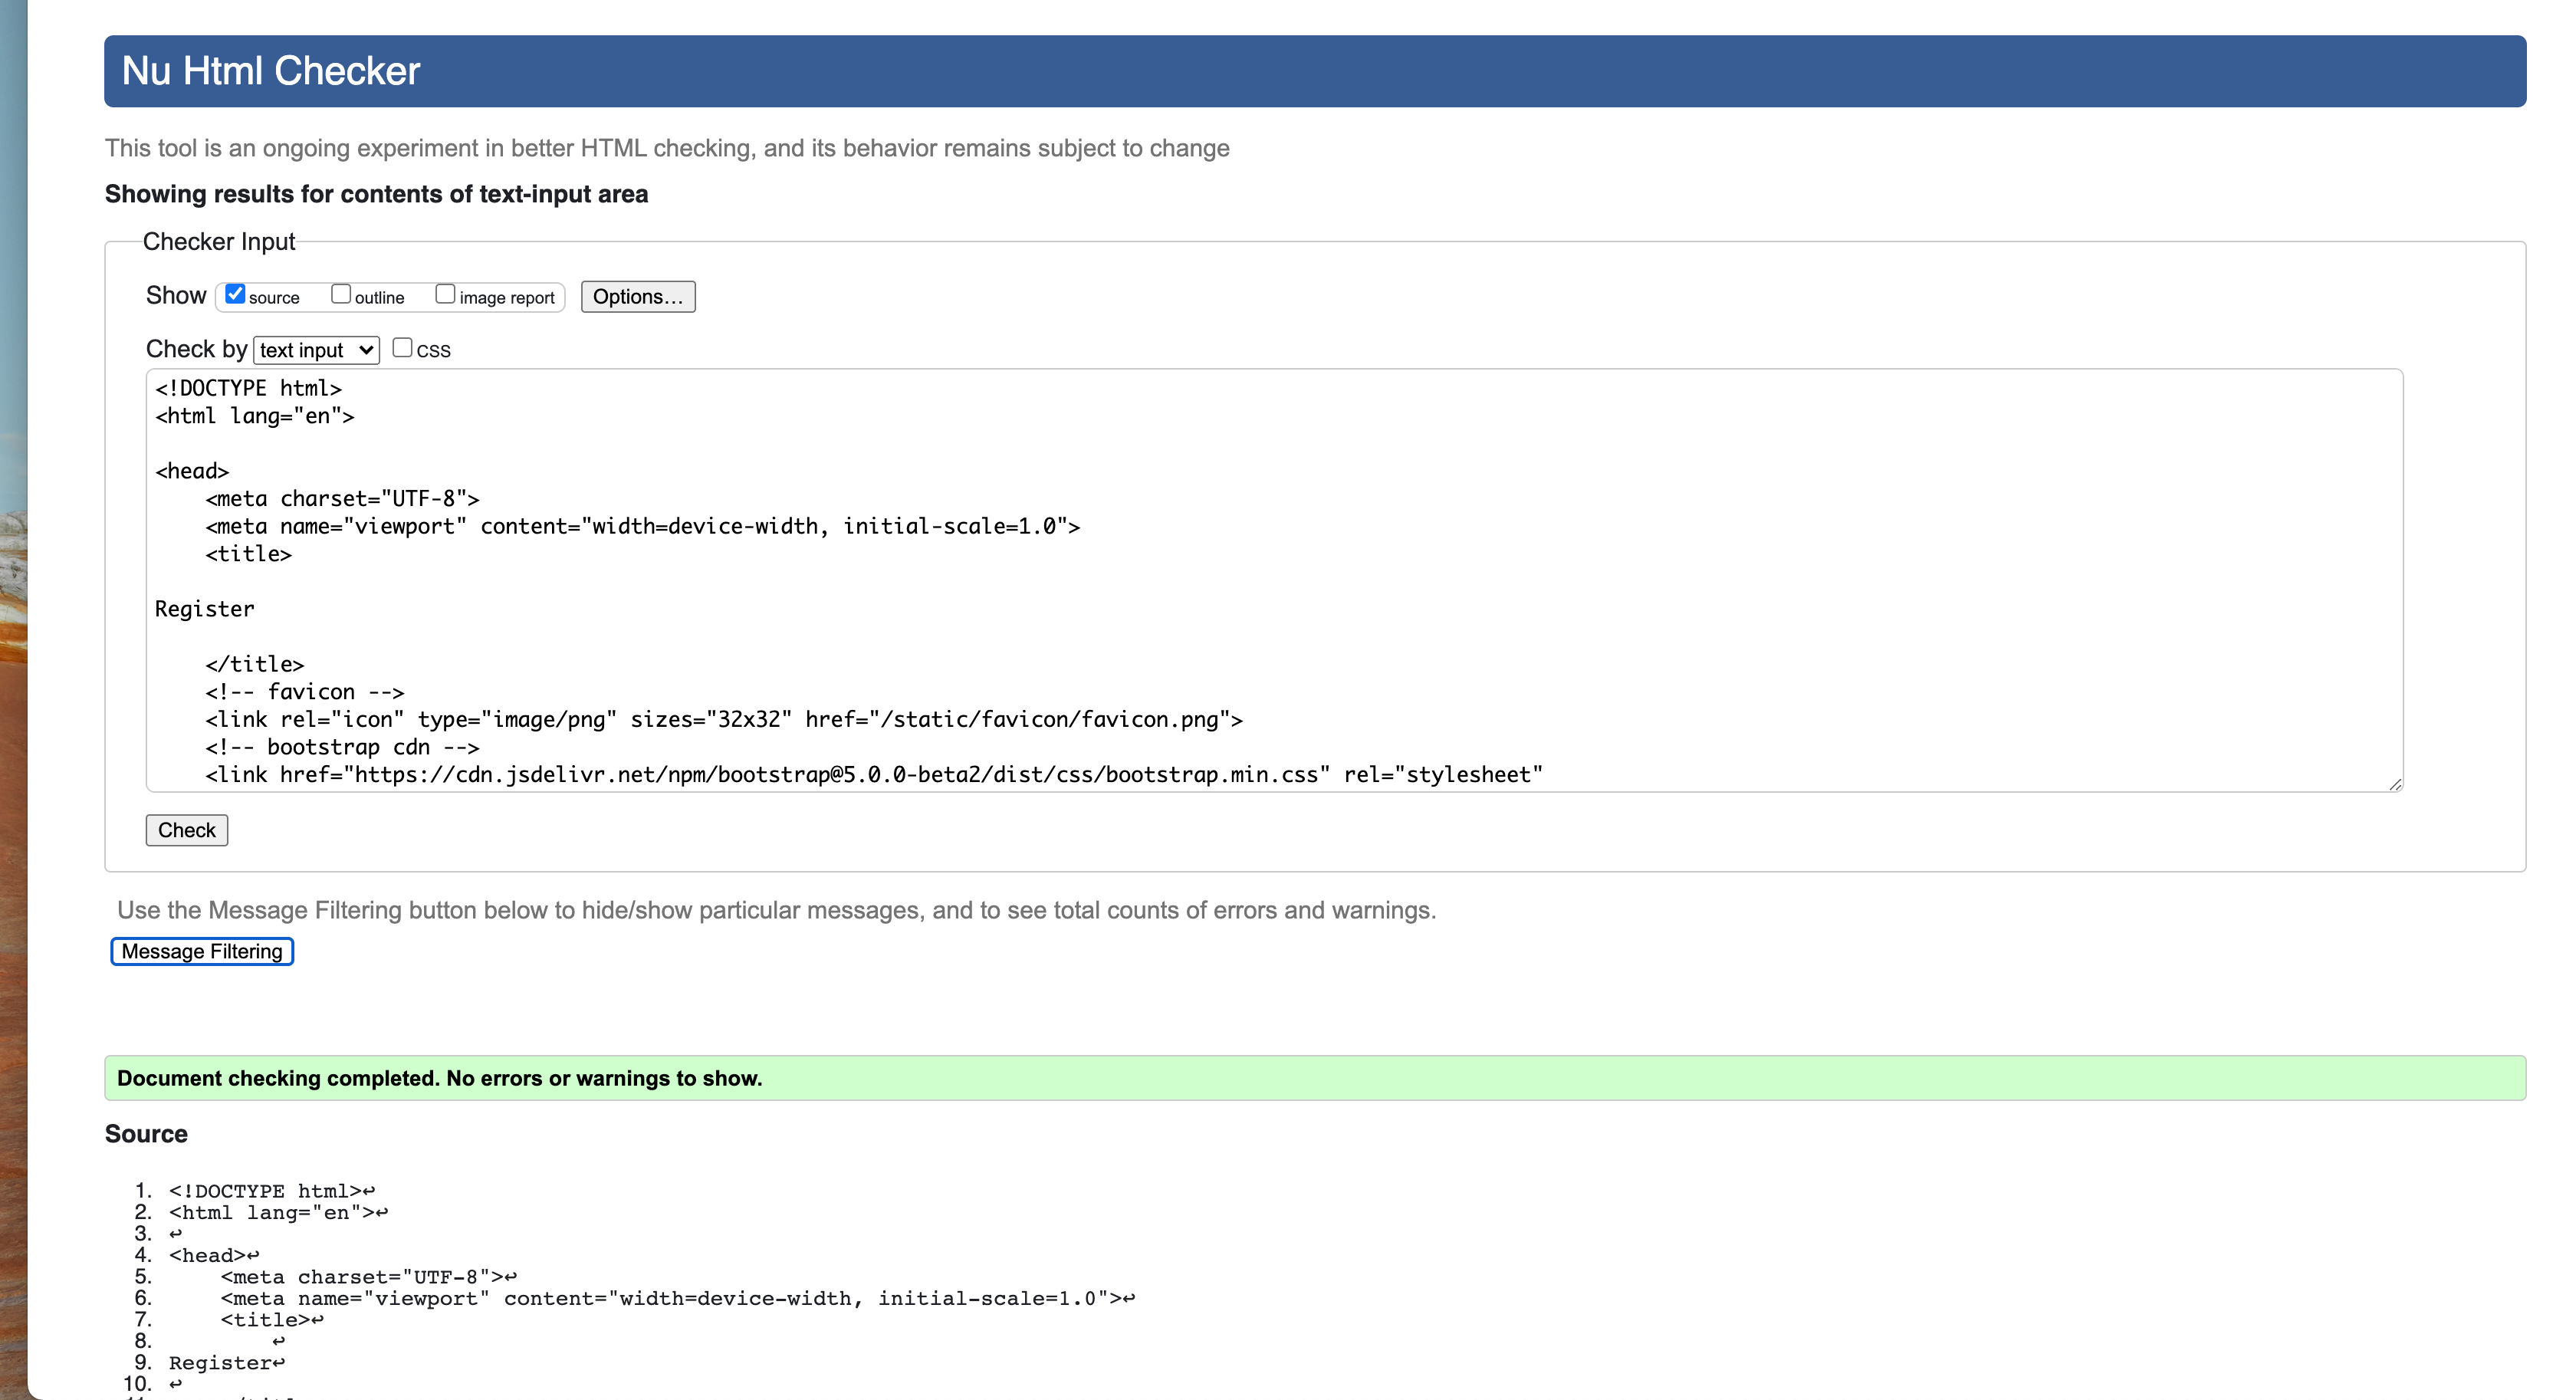 Nu Html Checker
This tool is an ongoing experiment in better HTML checking, and its behavior remains subject to change
Showing results for contents of text-input area
Checker Input
Show source outline image report Options...
Check by text input CSS
<!DOCTYPE html>
<html lang="en">
<head>
    <meta charset="UTF-8">
    <meta name="viewport" content="width=device-width, initial-scale=1.0">
    <title>
Register
    </title>
    <!-- favicon -->
    <link rel="icon" type="image/png" sizes="32x32" href="/static/favicon/favicon.png">
    <!-- bootstrap cdn -->
    <link href="https://cdn.jsdelivr.net/npm/bootstrap@5.0.0-beta2/dist/css/bootstrap.min.css" rel="stylesheet"
Check
Use the Message Filtering button below to hide/show particular messages, and to see total counts of errors and warnings.
Message Filtering
Document checking completed. No errors or warnings to show.
Source
1. <!DOCTYPE html>↩
2. <html lang="en">↩
3. ↩
4. <head>↩
5.     <meta charset="UTF-8">↩
6.     <meta name="viewport" content="width=device-width, initial-scale=1.0">↩
7.     <title>↩
8.         ↩
9. Register↩
10. ↩